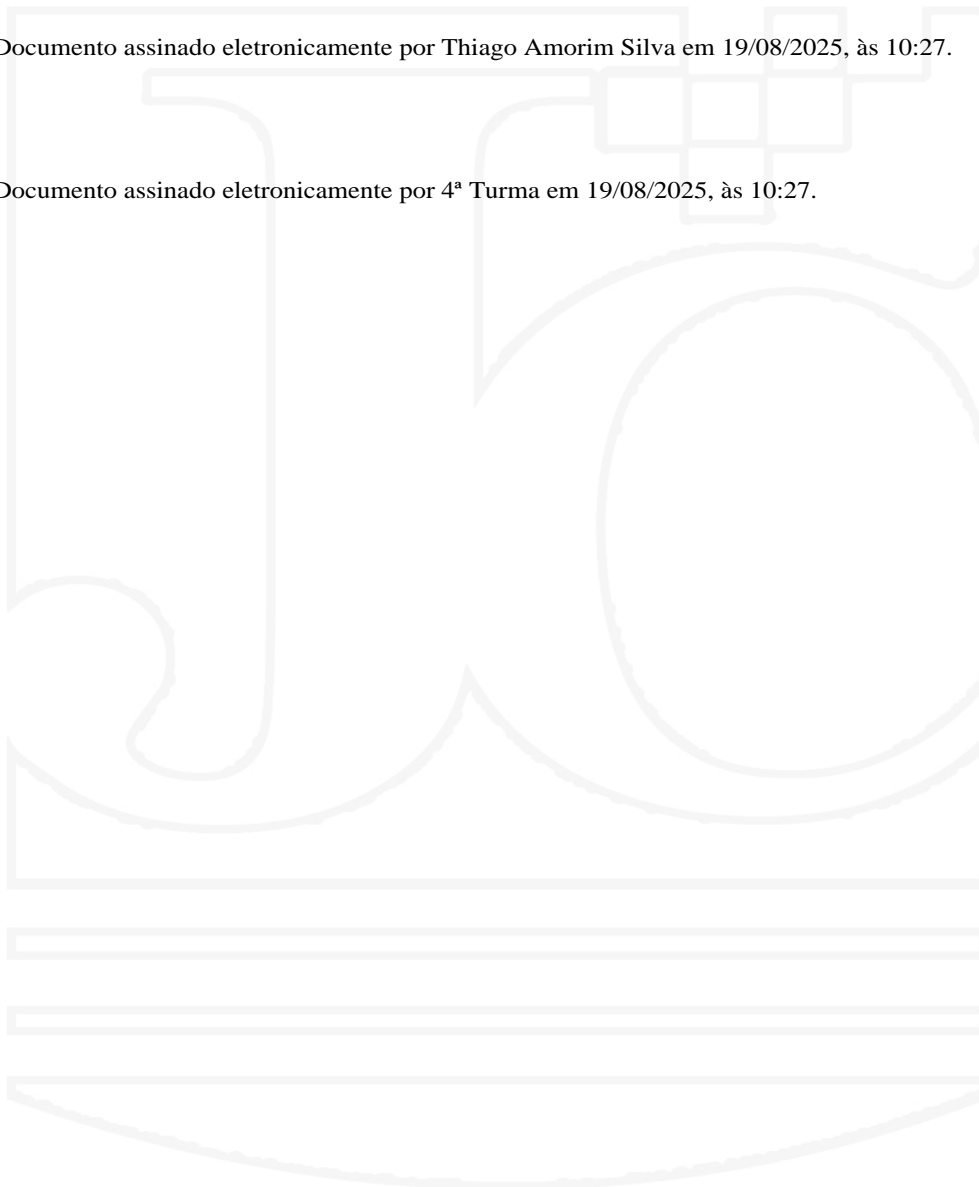 Documento assinado eletronicamente por Thiago Amorim Silva em 19/08/2025, às 10:27.
Documento assinado eletronicamente por 4ª Turma em 19/08/2025, às 10:27.